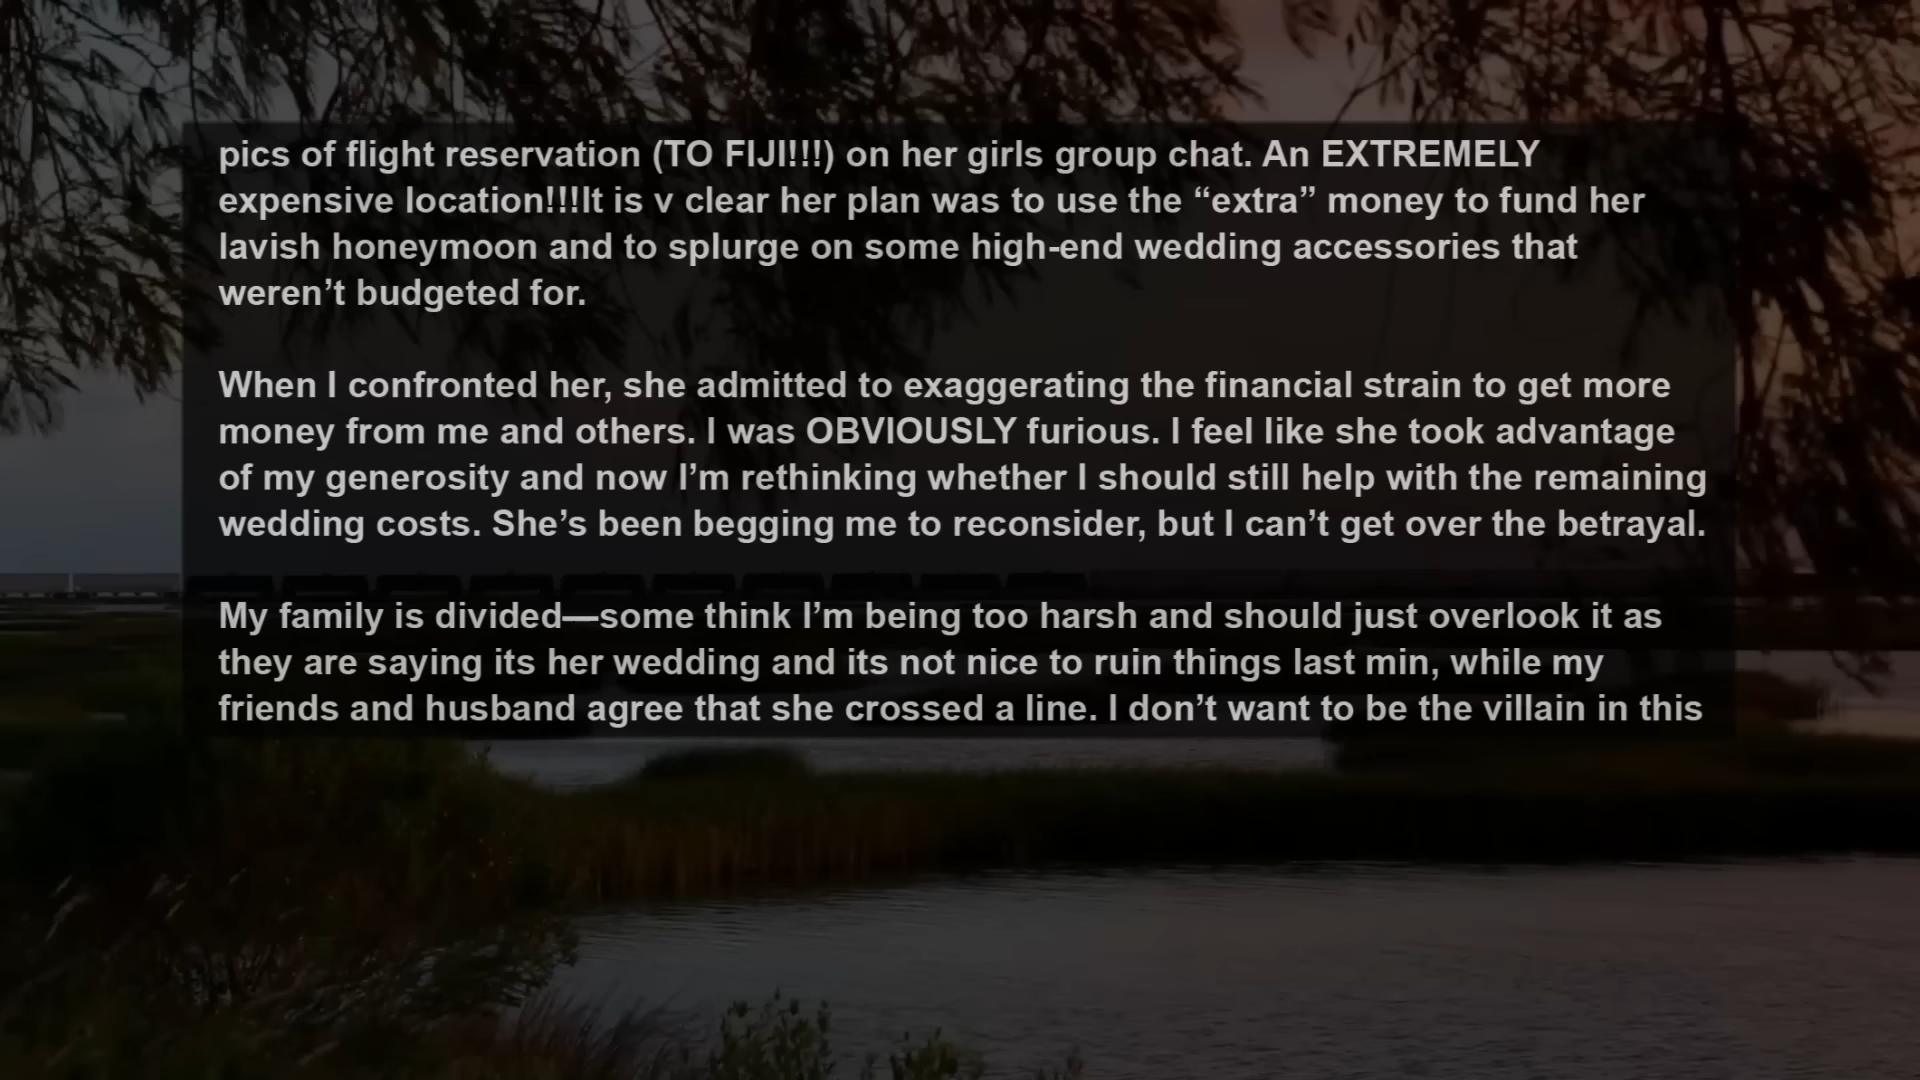 pics of flight reservation (TO FIJI!!!) on her girls group chat. An EXTREMELY
expensive location!!!It is v clear her plan was to use the “extra” money to fund her
lavish honeymoon and to splurge on some high-end wedding accessories that
weren’t budgeted for.
When I confronted her, she admitted to exaggerating the financial strain to get more
money from me and others. I was OBVIOUSLY furious. I feel like she took advantage
of my generosity and now I’m rethinking whether I should still help with the remaining
wedding costs. She’s been begging me to reconsider, but I can’t get over the betrayal.
My family is divided—some think I’m being too harsh and should just overlook it as
they are saying its her wedding and its not nice to ruin things last min, while my
friends and husband agree that she crossed a line. I don’t want to be the villain in this